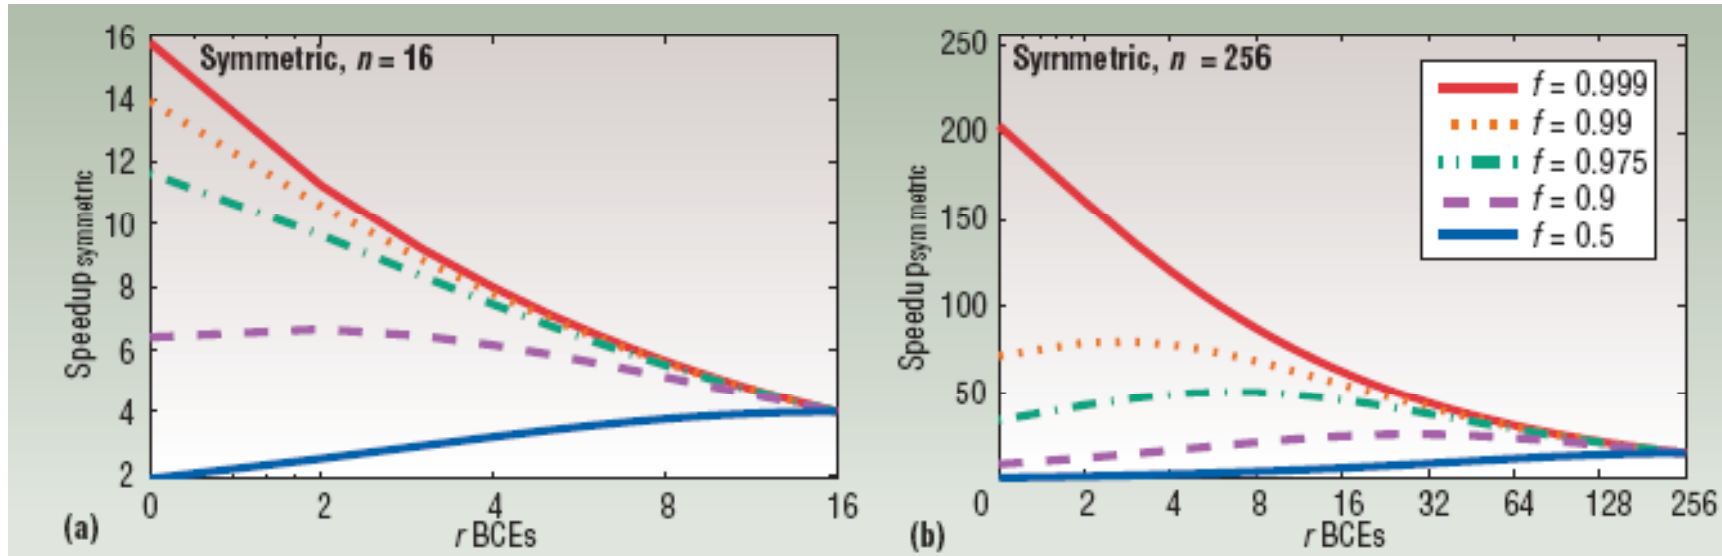 Symmetric, n = 16
16
14
12
10
8
6
4
2
Speedup symmetric
0 2 4 8 16
r BCEs
(a)
Symmetric, n = 256
250
200
150
100
50
Speedup symmetric
0 2 4 8 16 32 64 128 256
r BCEs
(b)
f = 0.999
f = 0.99
f = 0.975
f = 0.9
f = 0.5